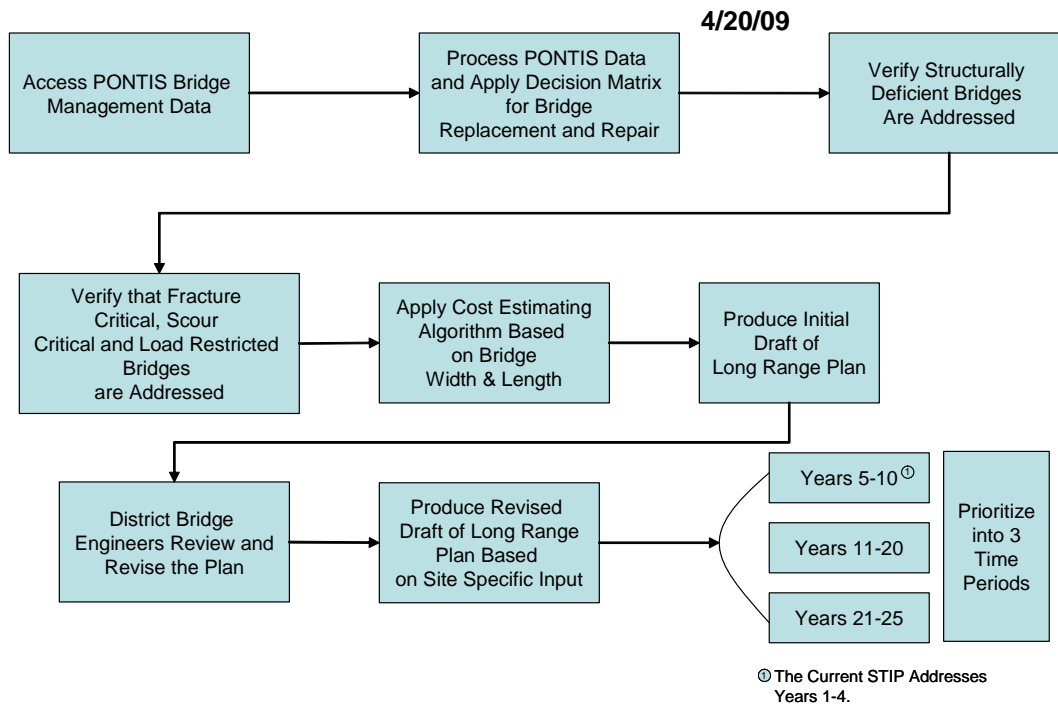 4/20/09
Access PONTIS Bridge
Management Data
Process PONTIS Data
and Apply Decision Matrix
for Bridge
Replacement and Repair
Verify Structurally
Deficient Bridges
Are Addressed
Verify that Fracture
Critical, Scour
Critical and Load Restricted
Bridges
are Addressed
Apply Cost Estimating
Algorithm Based
on Bridge
Width & Length
Produce Initial
Draft of
Long Range Plan
District Bridge
Engineers Review and
Revise the Plan
Produce Revised
Draft of Long Range
Plan Based
on Site Specific Input
Years 5-10 ①
Years 11-20
Years 21-25
Prioritize
into 3
Time
Periods
① The Current STIP Addresses
Years 1-4.